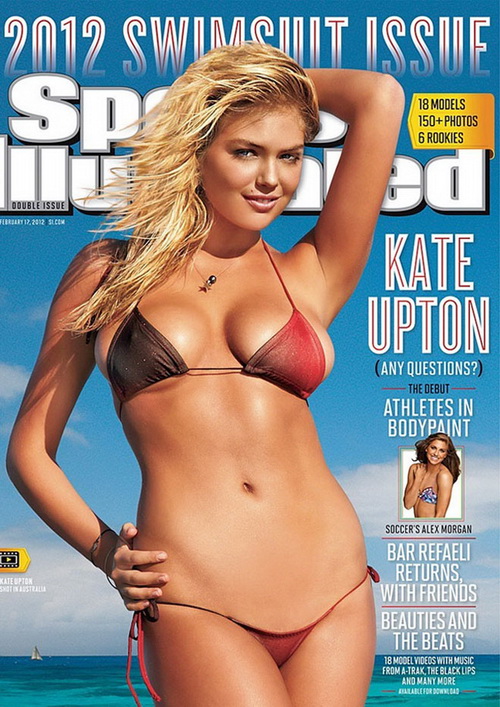 2012 SWIMSUIT ISSUE
Sports
Illustrated
18 MODELS
150+ PHOTOS
6 ROOKIES
DOUBLE ISSUE
FEBRUARY 17, 2012 SI.COM
KATE
UPTON
(ANY QUESTIONS?)
THE DEBUT
ATHLETES IN
BODYPAINT
SOCCER'S ALEX MORGAN
BAR REFAELI
RETURNS,
WITH FRIENDS
BEAUTIES AND
THE BEATS
18 MODEL VIDEOS WITH MUSIC
FROM A-TRAK, THE BLACK LIPS
AND MANY MORE
AVAILABLE FOR DOWNLOAD
KATE UPTON
SHOT IN AUSTRALIA